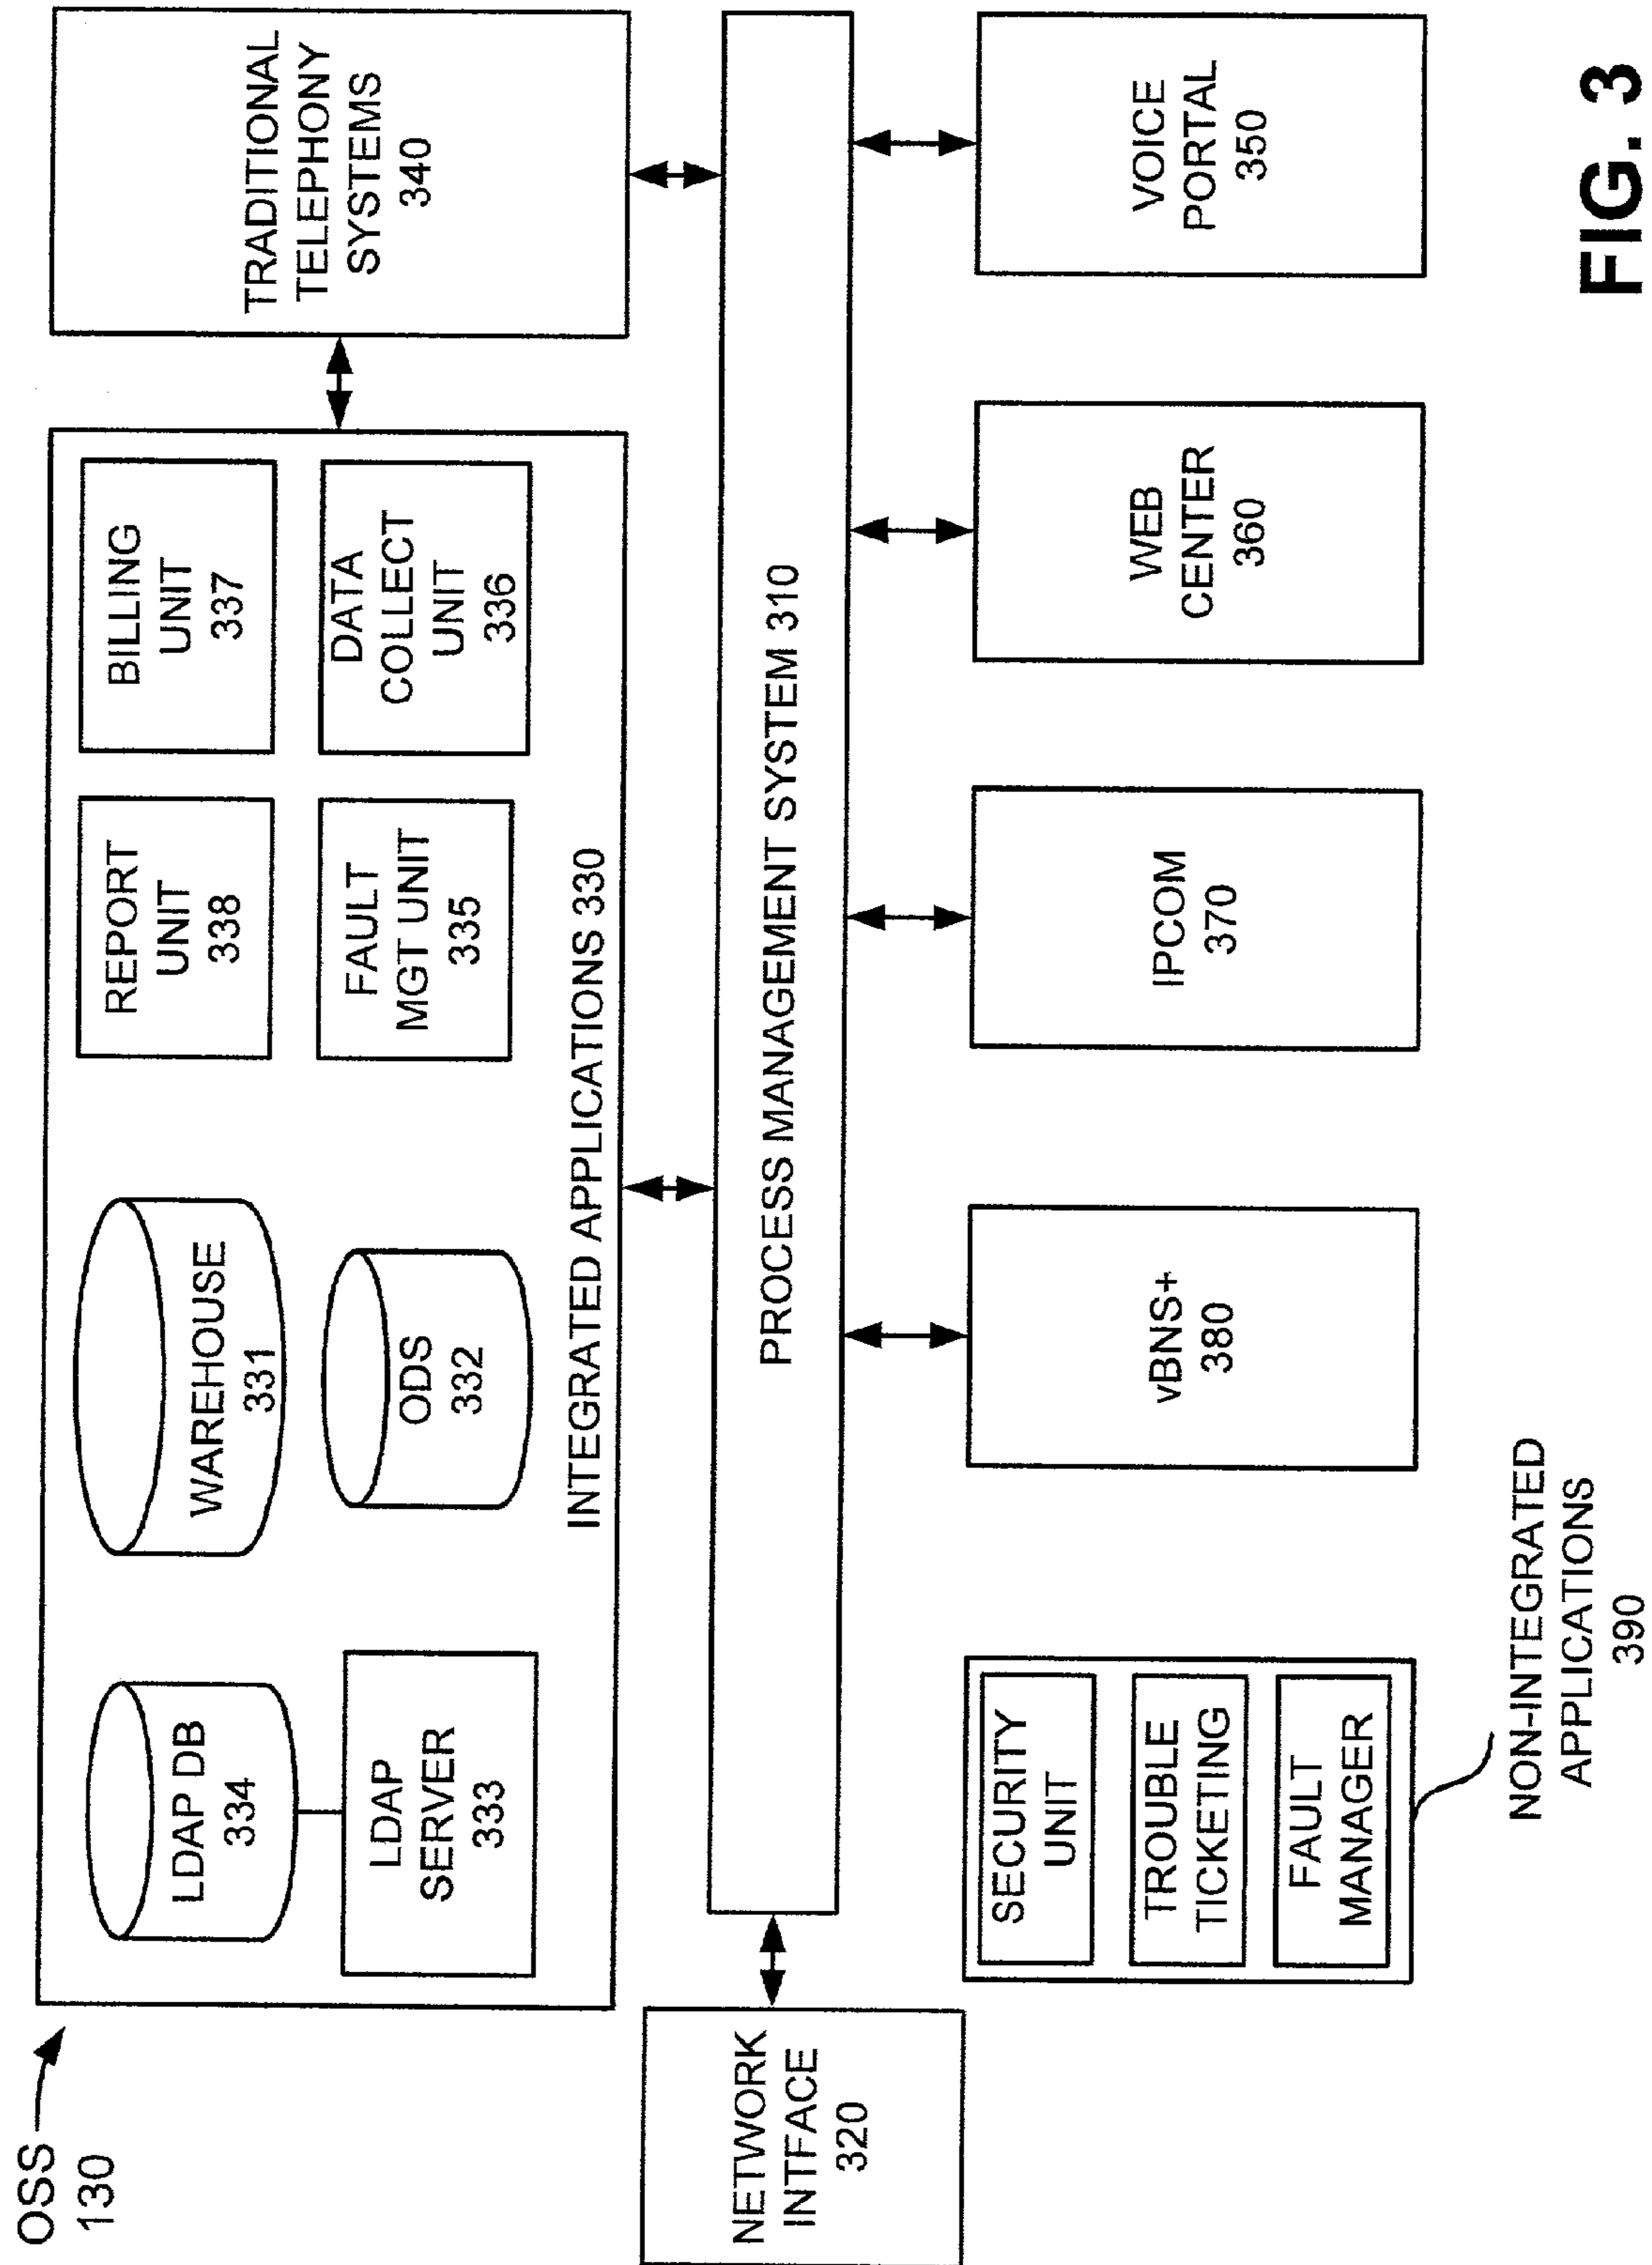 OSS
130
LDAP DB
334
LDAP
SERVER
333
WAREHOUSE
331
ODS
332
REPORT
UNIT
338
FAULT
MGT UNIT
335
BILLING
UNIT
337
DATA
COLLECT
UNIT
336
INTEGRATED APPLICATIONS 330
TRADITIONAL
TELEPHONY
SYSTEMS
340
NETWORK
INTFACE
320
PROCESS MANAGEMENT SYSTEM 310
SECURITY
UNIT
TROUBLE
TICKETING
FAULT
MANAGER
NON-INTEGRATED
APPLICATIONS
390
vBNS+
380
IPCOM
370
WEB
CENTER
360
VOICE
PORTAL
350
FIG. 3